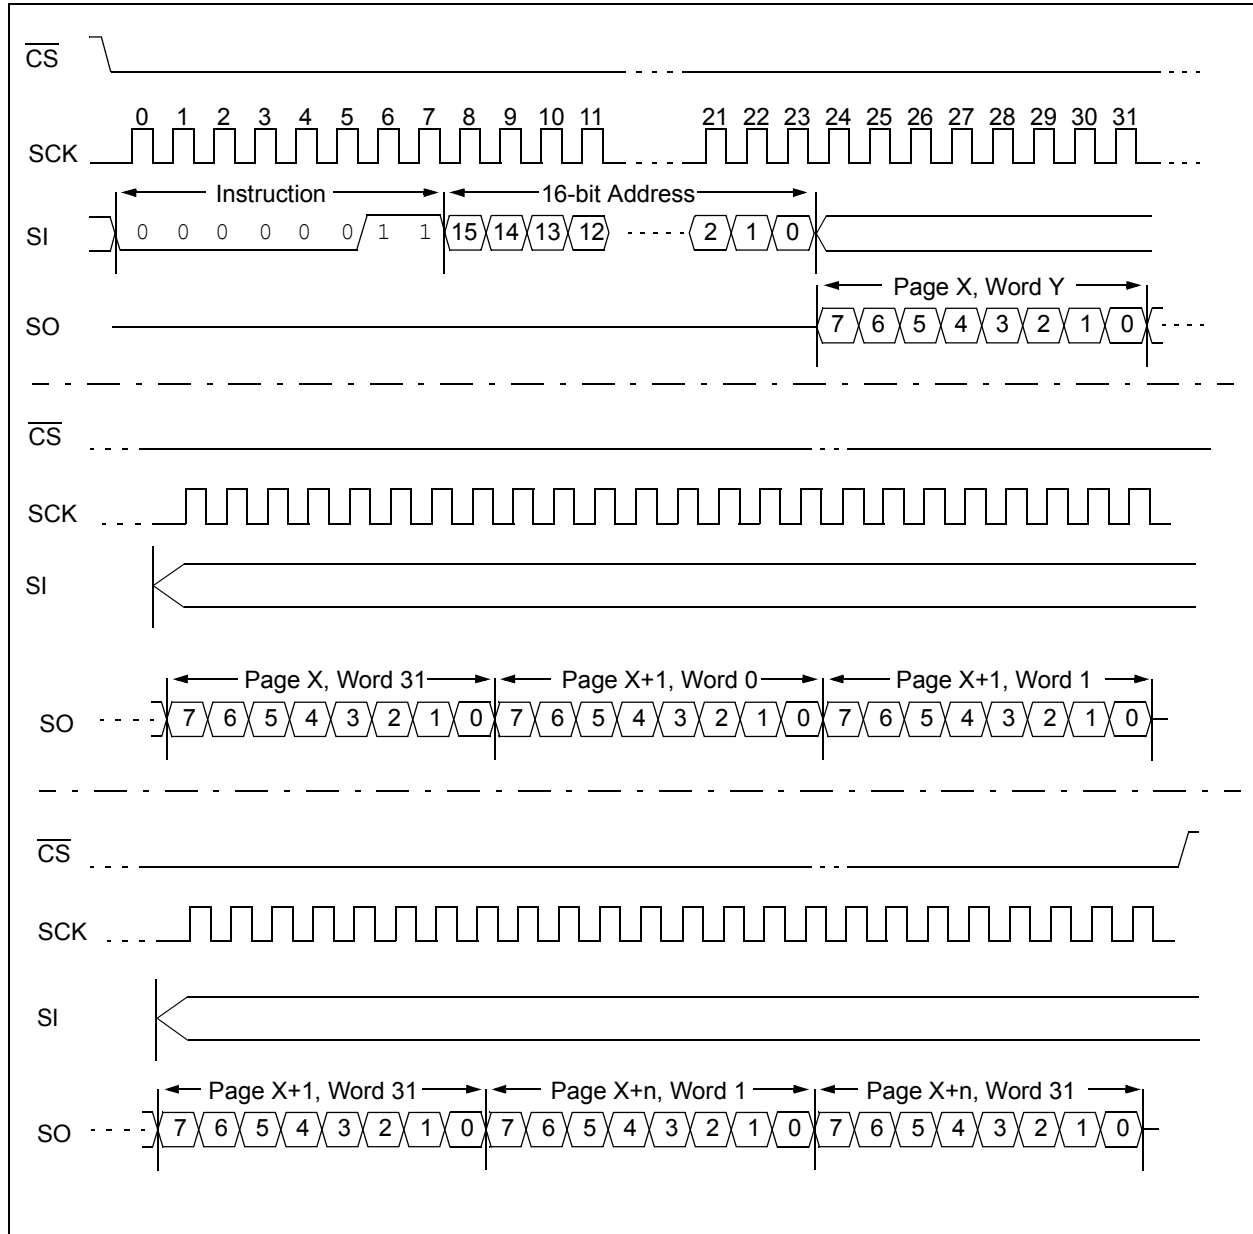 CS
0 1 2 3 4 5 6 7 8 9 10 11 21 22 23 24 25 26 27 28 29 30 31
SCK
Instruction 16-bit Address
SI 0 0 0 0 0 0 1 1 15 14 13 12 2 1 0
Page X, Word Y
SO 7 6 5 4 3 2 1 0
CS
SCK
SI
Page X, Word 31 Page X+1, Word 0 Page X+1, Word 1
SO 7 6 5 4 3 2 1 0 7 6 5 4 3 2 1 0 7 6 5 4 3 2 1 0
CS
SCK
SI
Page X+1, Word 31 Page X+n, Word 1 Page X+n, Word 31
SO 7 6 5 4 3 2 1 0 7 6 5 4 3 2 1 0 7 6 5 4 3 2 1 0